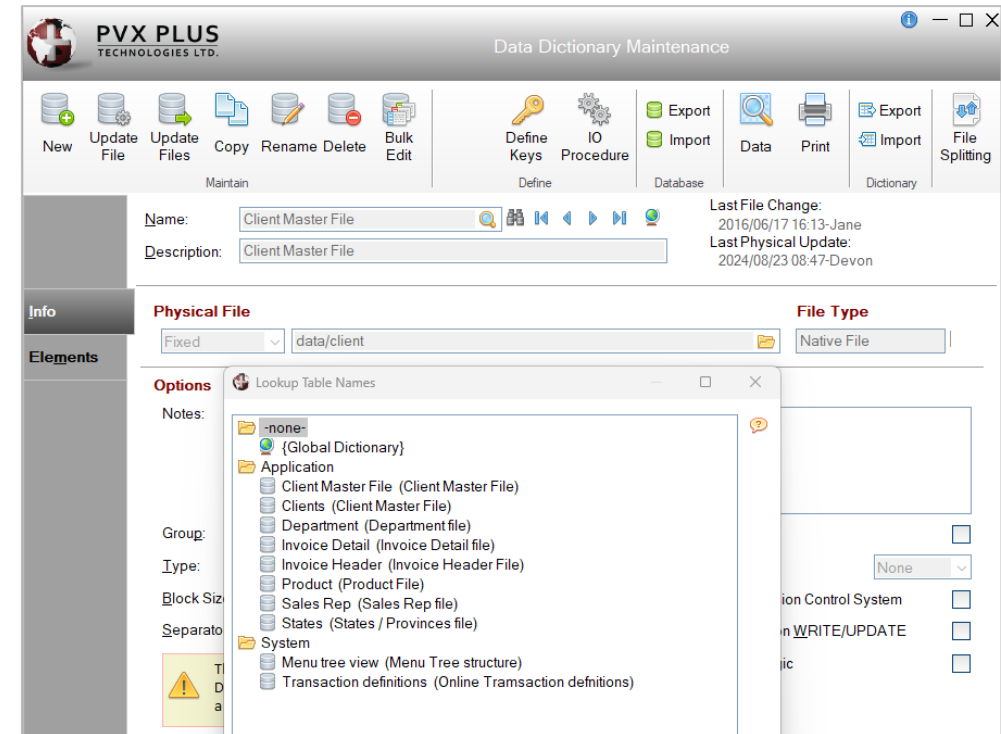 PVX PLUS
TECHNOLOGIES LTD.
Data Dictionary Maintenance
New
Update File
Update Files
Copy
Rename
Delete
Bulk Edit
Define Keys
IO Procedure
Export
Import
Data
Print
Export
Import
File Splitting
Maintain
Define
Database
Dictionary
Name:
Client Master File
Last File Change:
2016/06/17 16:13-Jane
Description:
Client Master File
Last Physical Update:
2024/08/23 08:47-Devon
Info
Elements
Physical File
File Type
Fixed
data/client
Native File
Options
Lookup Table Names
Notes:
-none-
{Global Dictionary}
Application
Client Master File (Client Master File)
Clients (Client Master File)
Department (Department file)
Invoice Detail (Invoice Detail file)
Invoice Header (Invoice Header File)
Product (Product File)
Sales Rep (Sales Rep file)
States (States / Provinces file)
System
Menu tree view (Menu Tree structure)
Transaction definitions (Online Tramsaction defnitions)
Group:
Type:
None
Block Siz
ion Control System
Separato
n WRITE/UPDATE
ic
T
D
a